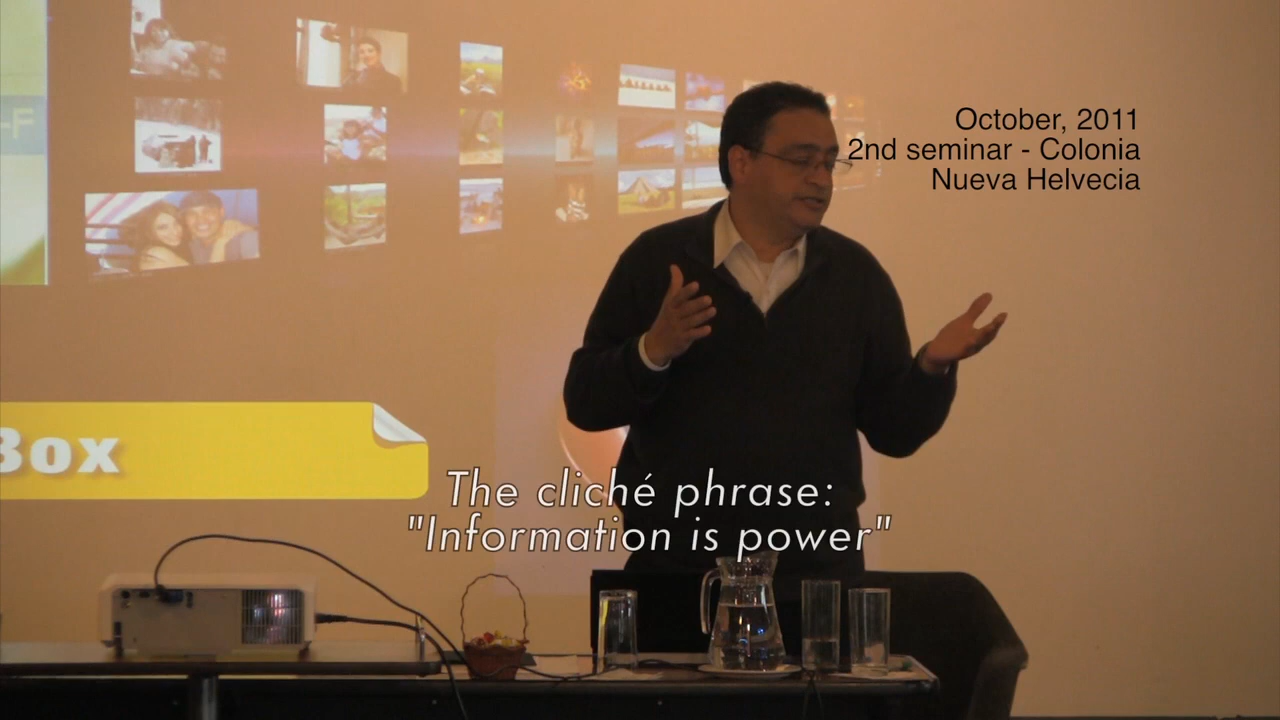 -F
October, 2011
2nd seminar - Colonia
Nueva Helvecia
Box
The cliché phrase:
"Information is power"